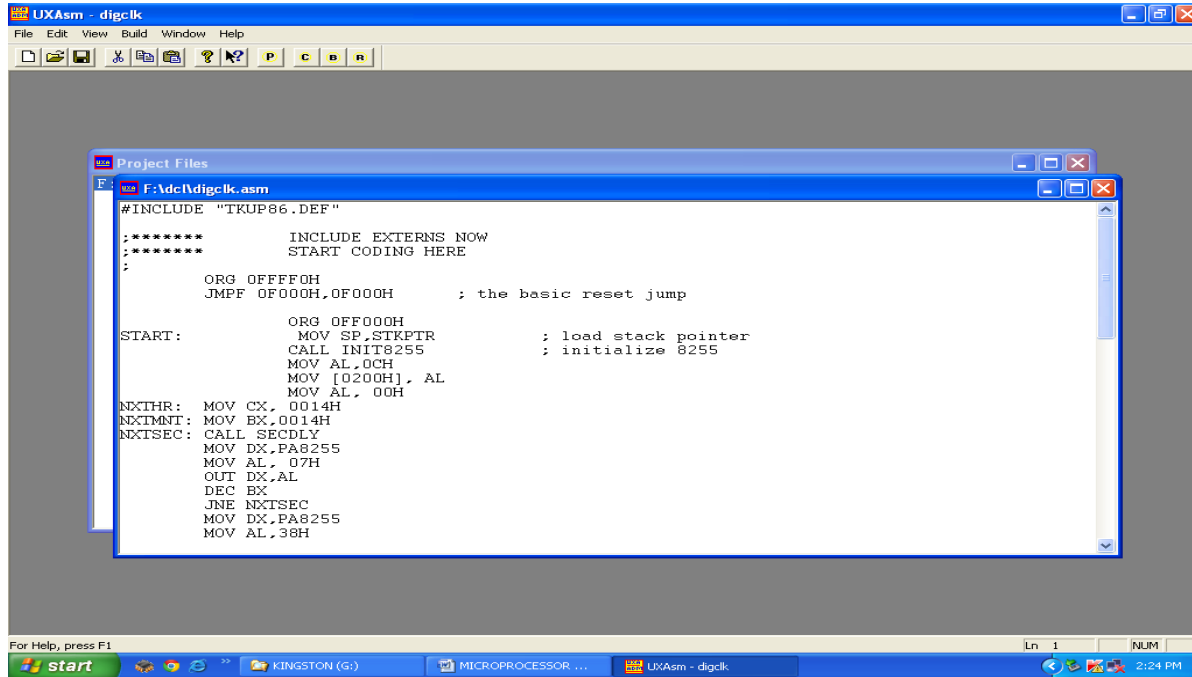 UXAsm - digclk
File Edit View Build Window Help
P C B R
Project Files
F:\dcl\digclk.asm
#INCLUDE "TKUP86.DEF"
;******* INCLUDE EXTERNS NOW
;******* START CODING HERE
;
ORG 0FFFF0H
JMPF 0F000H,0F000H ; the basic reset jump
ORG 0FF000H
START: MOV SP,STKPTR ; load stack pointer
CALL INIT8255 ; initialize 8255
MOV AL,0CH
MOV [0200H], AL
MOV AL, 00H
NXTHR: MOV CX, 0014H
NXTMNT: MOV BX,0014H
NXTSEC: CALL SECDLY
MOV DX,PA8255
MOV AL, 07H
OUT DX,AL
DEC BX
JNE NXTSEC
MOV DX,PA8255
MOV AL,38H
For Help, press F1
Ln 1 NUM
start KINGSTON (G:) MICROPROCESSOR ... UXAsm - digclk 2:24 PM